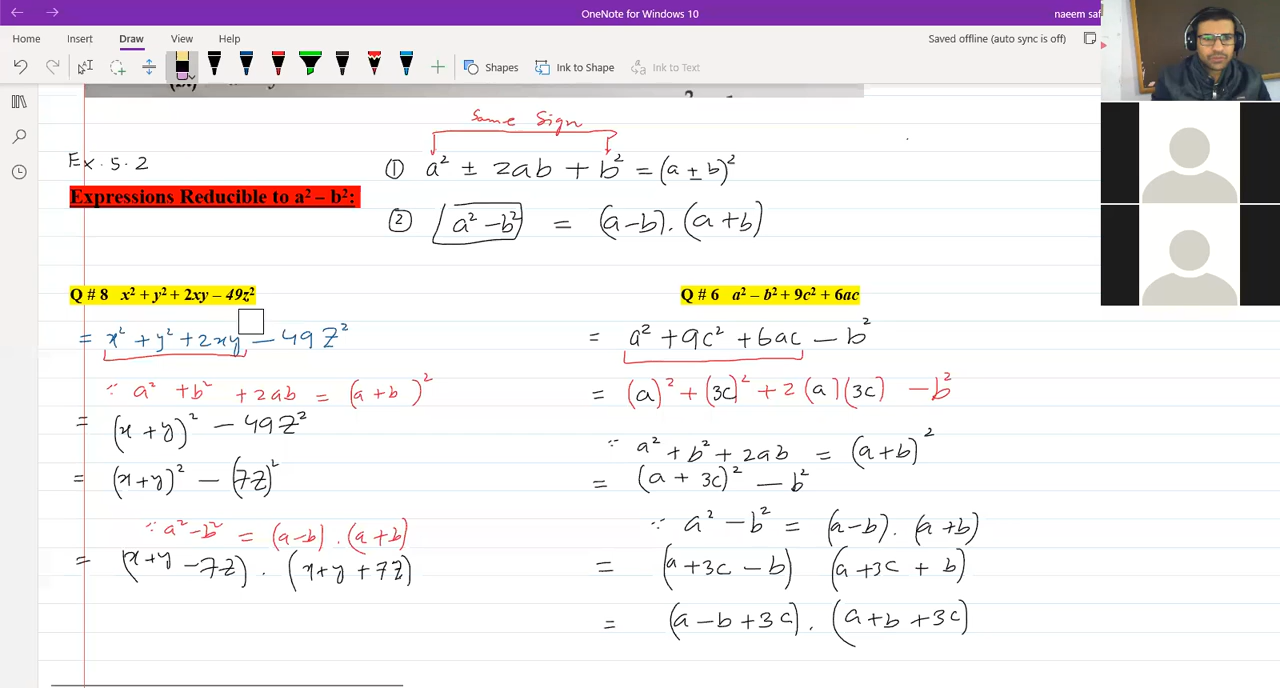 OneNote for Windows 10
naeem saf
Home Insert Draw View Help
Saved offline (auto sync is off)
Shapes Ink to Shape Ink to Text
Same Sign
Ex. 5.2
① a² ± 2ab + b² = (a ± b)²
Expressions Reducible to a² – b²:
② a² – b² = (a–b).(a+b)
Q # 8 x² + y² + 2xy – 49z²
= x² + y² + 2xy – 49Z²
∵ a² + b² + 2ab = (a+b)²
= (x+y)² – 49Z²
= (x+y)² – (7Z)²
∵ a²–b² = (a–b).(a+b)
= (x+y –7Z) . (x+y +7Z)
Q # 6 a² – b² + 9c² + 6ac
= a² + 9c² + 6ac – b²
= (a)² + (3c)² + 2(a)(3c) – b²
∵ a² + b² + 2ab = (a+b)²
= (a + 3c)² – b²
∵ a² – b² = (a–b).(a+b)
= (a+3c – b) (a+3c + b)
= (a – b + 3c) . (a+b +3c)